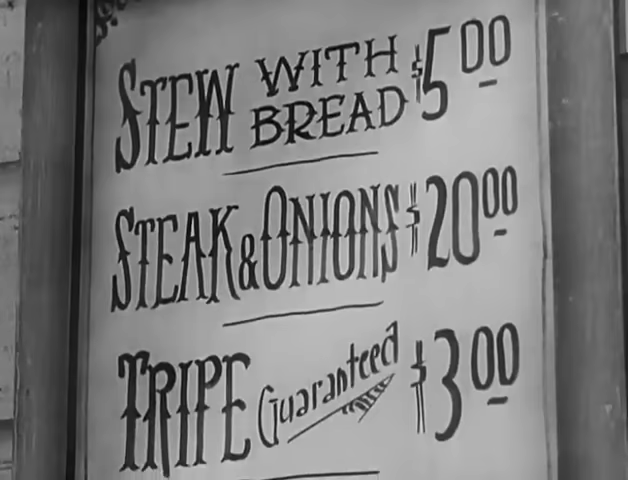 STEW WITH BREAD $5.00
STEAK & ONIONS $20.00
TRIPE Guaranteed $3.00